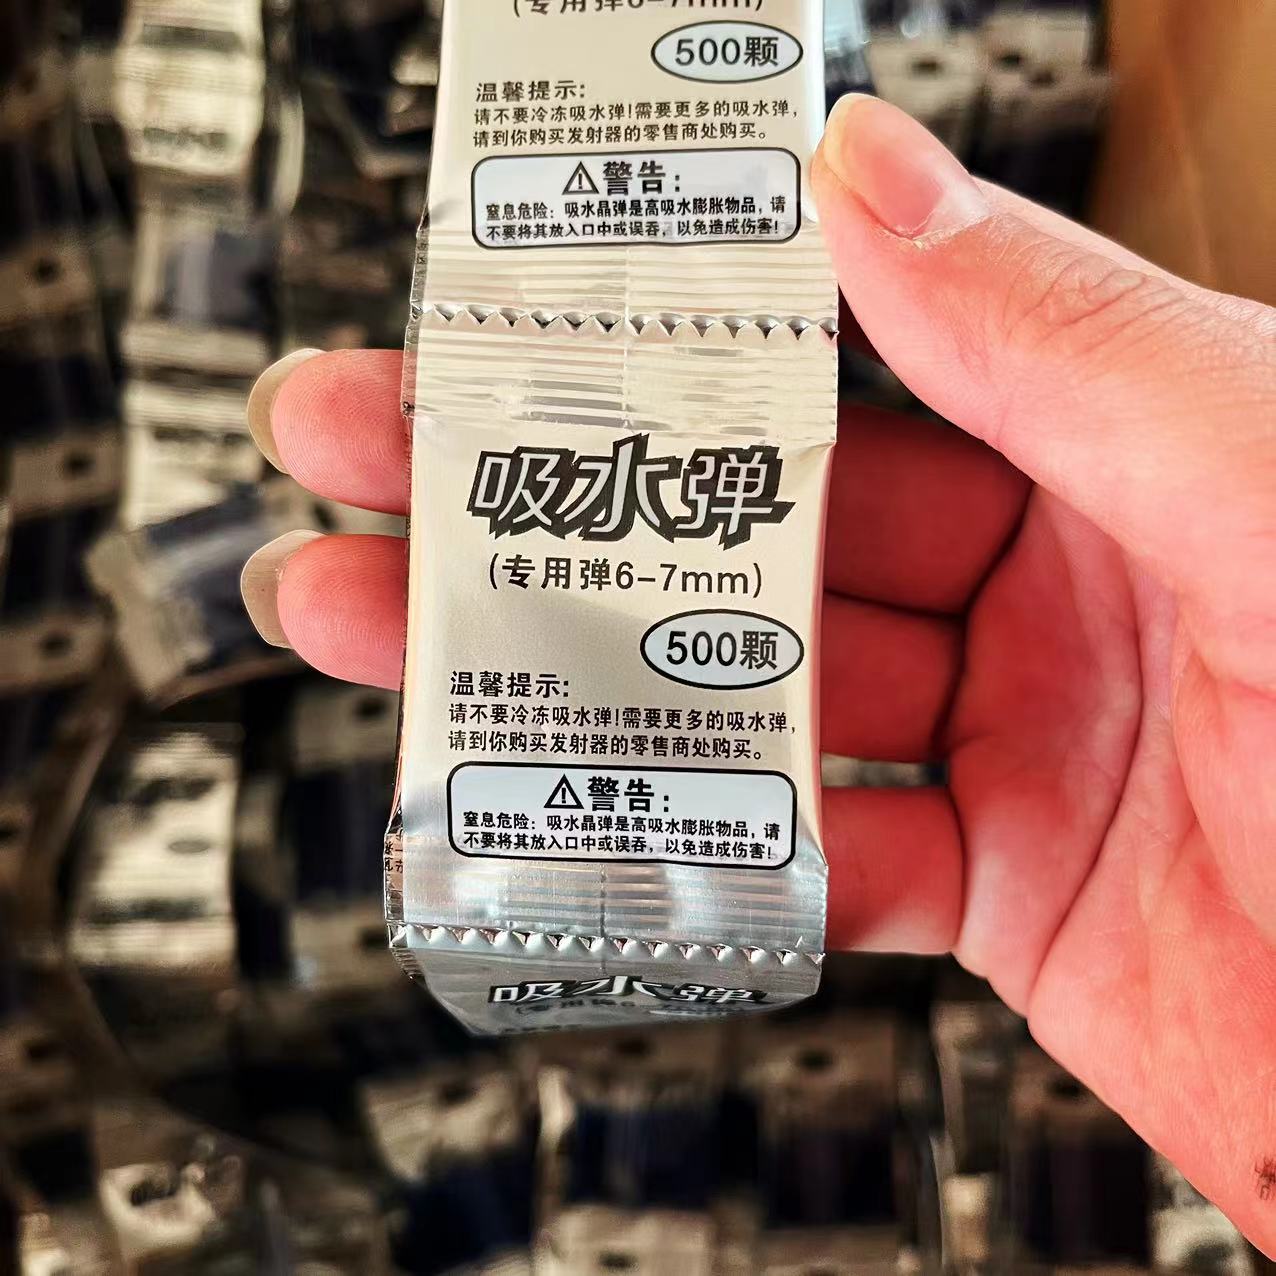 (专用弹6-7mm)
500颗
温馨提示:
请不要冷冻吸水弹!需要更多的吸水弹,
请到你购买发射器的零售商处购买。
警告:
窒息危险: 吸水晶弹是高吸水膨胀物品, 请
不要将其放入口中或误吞, 以免造成伤害!
吸水弹
(专用弹6-7mm)
500颗
温馨提示:
请不要冷冻吸水弹!需要更多的吸水弹,
请到你购买发射器的零售商处购买。
警告:
窒息危险: 吸水晶弹是高吸水膨胀物品, 请
不要将其放入口中或误吞, 以免造成伤害!
吸水弹